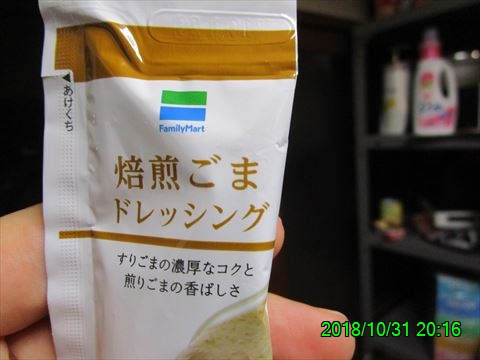 ◀あけくち
FamilyMart
焙煎ごま
ドレッシング
すりごまの濃厚なコクと
煎りごまの香ばしさ
2018/10/31 20:16